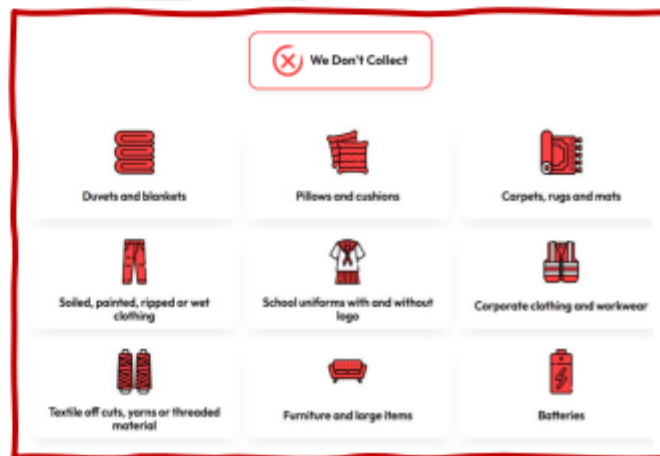 We Don't Collect
Duvets and blankets
Pillows and cushions
Carpets, rugs and mats
Soiled, painted, ripped or wet
clothing
School uniforms with and without
logo
Corporate clothing and workwear
Textile off cuts, yarns or threaded
material
Furniture and large items
Batteries